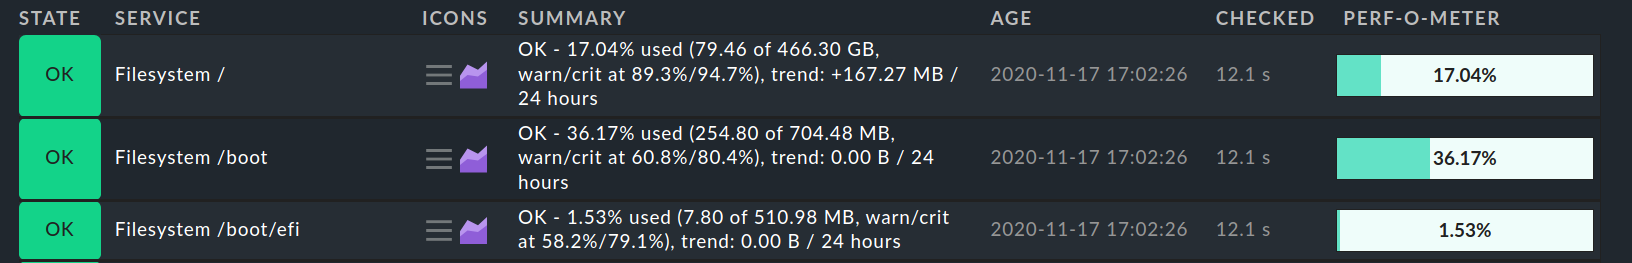 STATE SERVICE ICONS SUMMARY AGE CHECKED PERF-O-METER
OK Filesystem / OK - 17.04% used (79.46 of 466.30 GB,
warn/crit at 89.3%/94.7%), trend: +167.27 MB /
24 hours
2020-11-17 17:02:26 12.1 s 17.04%
OK Filesystem /boot OK - 36.17% used (254.80 of 704.48 MB,
warn/crit at 60.8%/80.4%), trend: 0.00 B / 24
hours
2020-11-17 17:02:26 12.1 s 36.17%
OK Filesystem /boot/efi OK - 1.53% used (7.80 of 510.98 MB, warn/crit
at 58.2%/79.1%), trend: 0.00 B / 24 hours
2020-11-17 17:02:26 12.1 s 1.53%